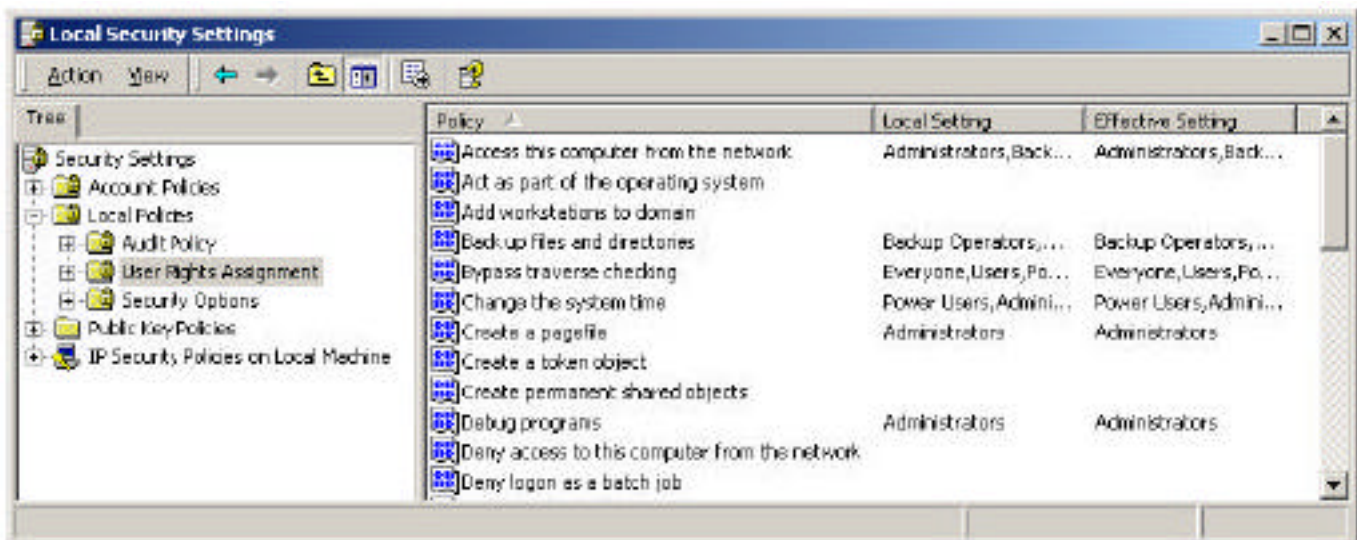 Local Security Settings
Action View
Tree
Security Settings
Account Policies
Local Policies
Audit Policy
User Rights Assignment
Security Options
Public Key Policies
IP Security Policies on Local Machine
Policy Local Setting Effective Setting
Access this computer from the network Administrators,Back... Administrators,Back...
Act as part of the operating system
Add workstations to domain
Back up files and directories Backup Operators,... Backup Operators,...
Bypass traverse checking Everyone,Users,Po... Everyone,Users,Po...
Change the system time Power Users,Admini... Power Users,Admini...
Create a pagefile Administrators Administrators
Create a token object
Create permanent shared objects
Debug programs Administrators Administrators
Deny access to this computer from the network
Deny logon as a batch job